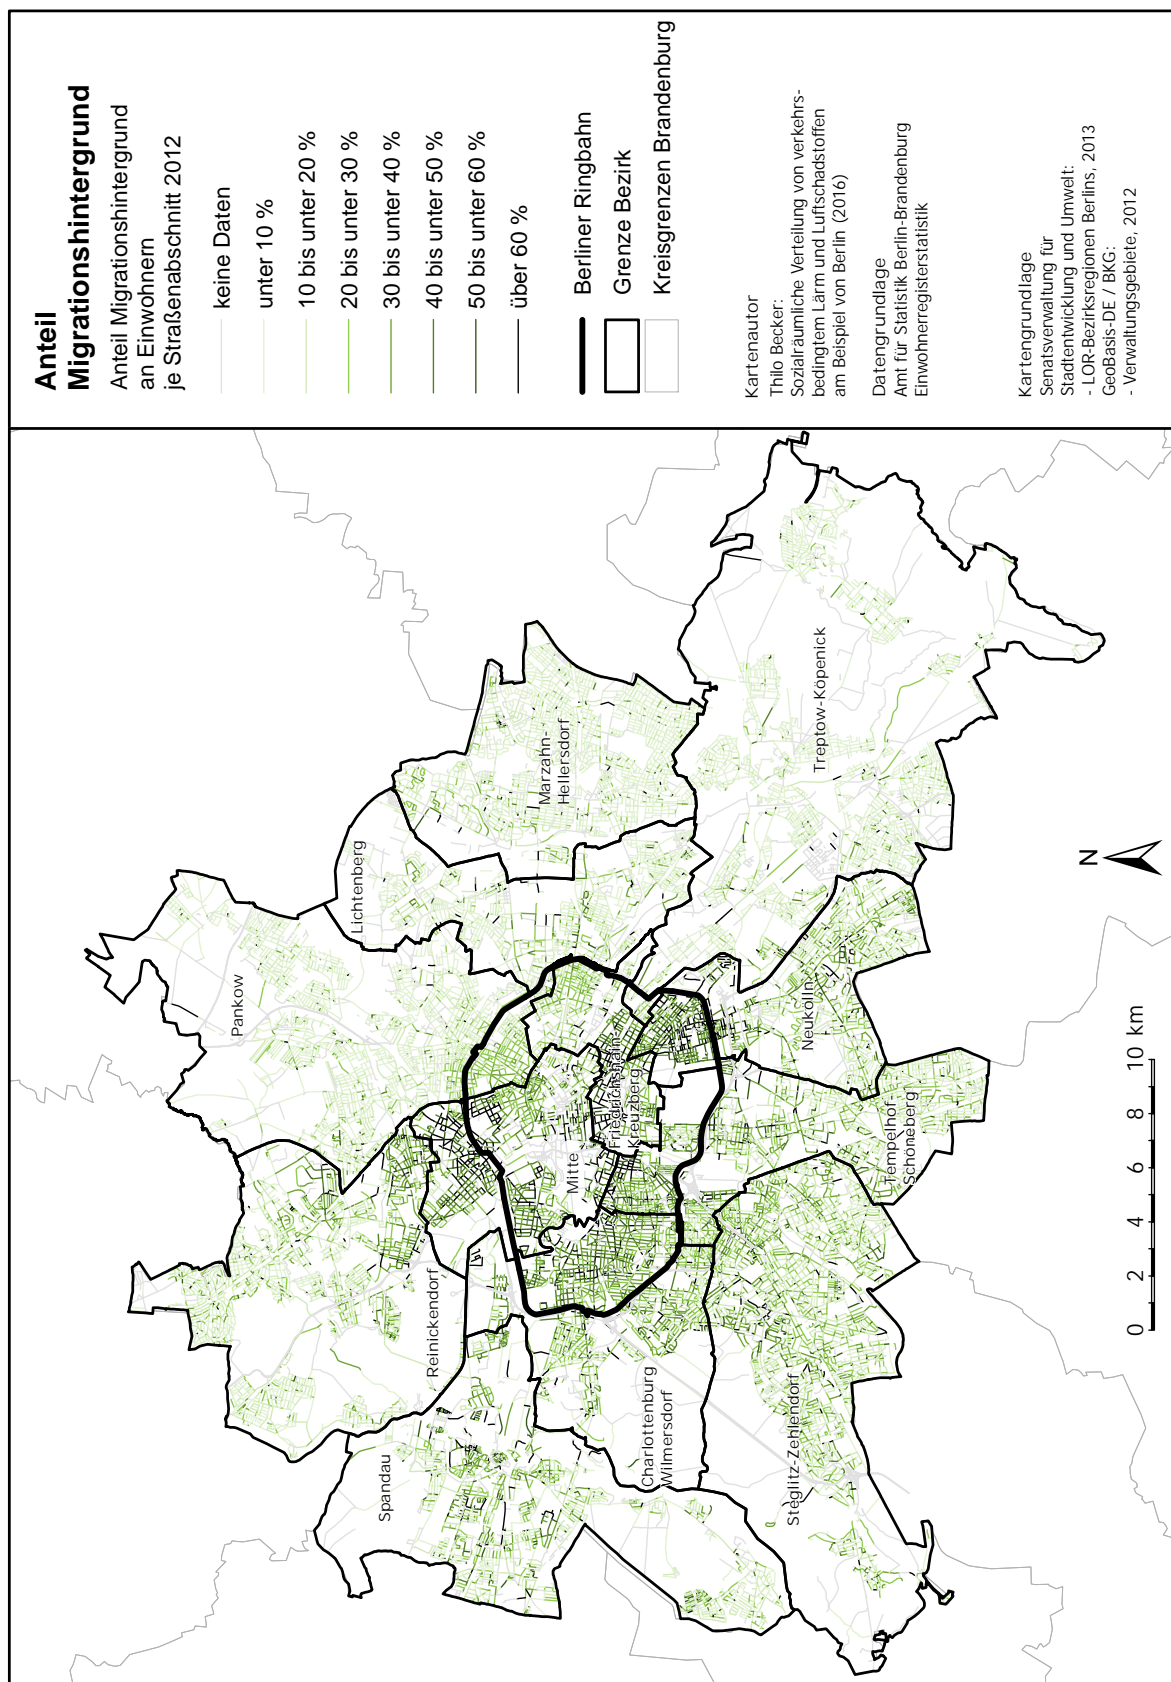 Anteil
Migrationshintergrund
Anteil Migrationshintergrund
an Einwohnern
je Straßenabschnitt 2012
keine Daten
unter 10 %
10 bis unter 20 %
20 bis unter 30 %
30 bis unter 40 %
40 bis unter 50 %
50 bis unter 60 %
über 60 %
Berliner Ringbahn
Grenze Bezirk
Kreisgrenzen Brandenburg
Kartenautor
Thilo Becker:
Sozialräumliche Verteilung von verkehrs-
bedingtem Lärm und Luftschadstoffen
am Beispiel von Berlin (2016)
Datengrundlage
Amt für Statistik Berlin-Brandenburg
Einwohnerregisterstatistik
Kartengrundlage
Senatsverwaltung für
Stadtentwicklung und Umwelt:
- LOR-Bezirksregionen Berlins, 2013
GeoBasis-DE / BKG:
- Verwaltungsgebiete, 2012
Pankow
Lichtenberg
Reinickendorf
Spandau
Marzahn-
Hellersdorf
Mitte
Friedrichshain-
Kreuzberg
Charlottenburg
Wilmersdorf
Treptow-Köpenick
Neukölln
Steglitz-Zehlendorf
Tempelhof-
Schöneberg
N
0 2 4 6 8 10 km